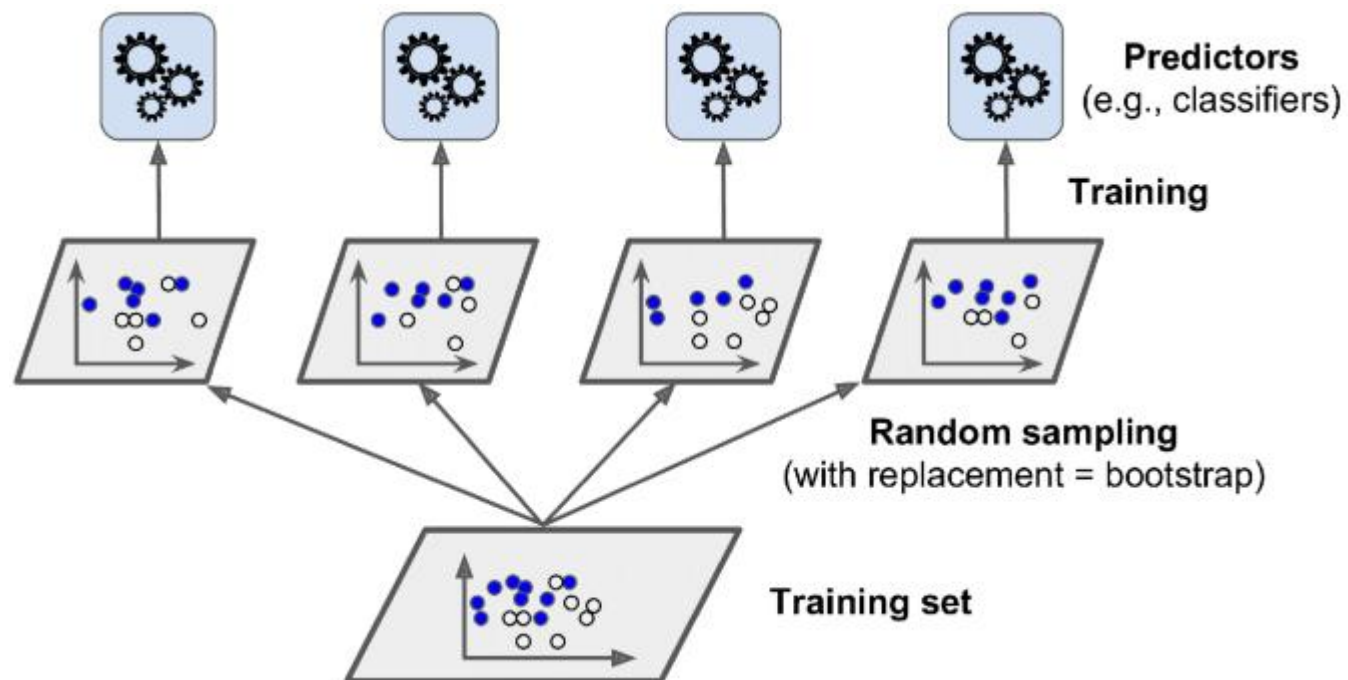 Predictors
(e.g., classifiers)
Training
Random sampling
(with replacement = bootstrap)
Training set